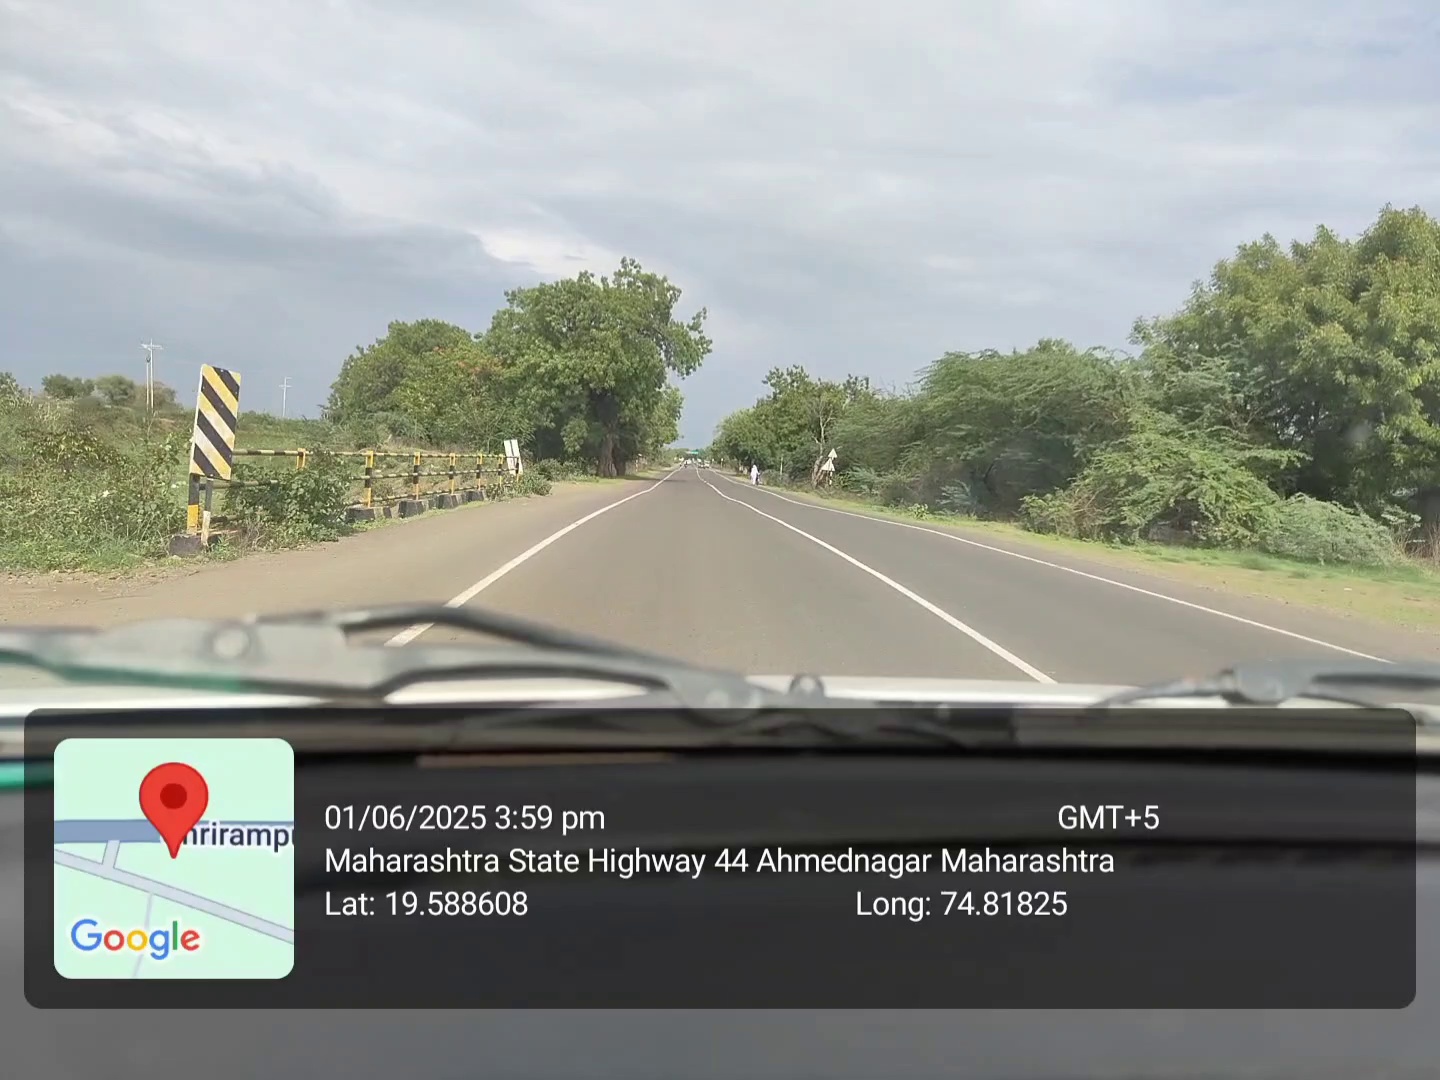 01/06/2025 3:59 pm GMT+5
Maharashtra State Highway 44 Ahmednagar Maharashtra
Lat: 19.588608 Long: 74.81825
Google